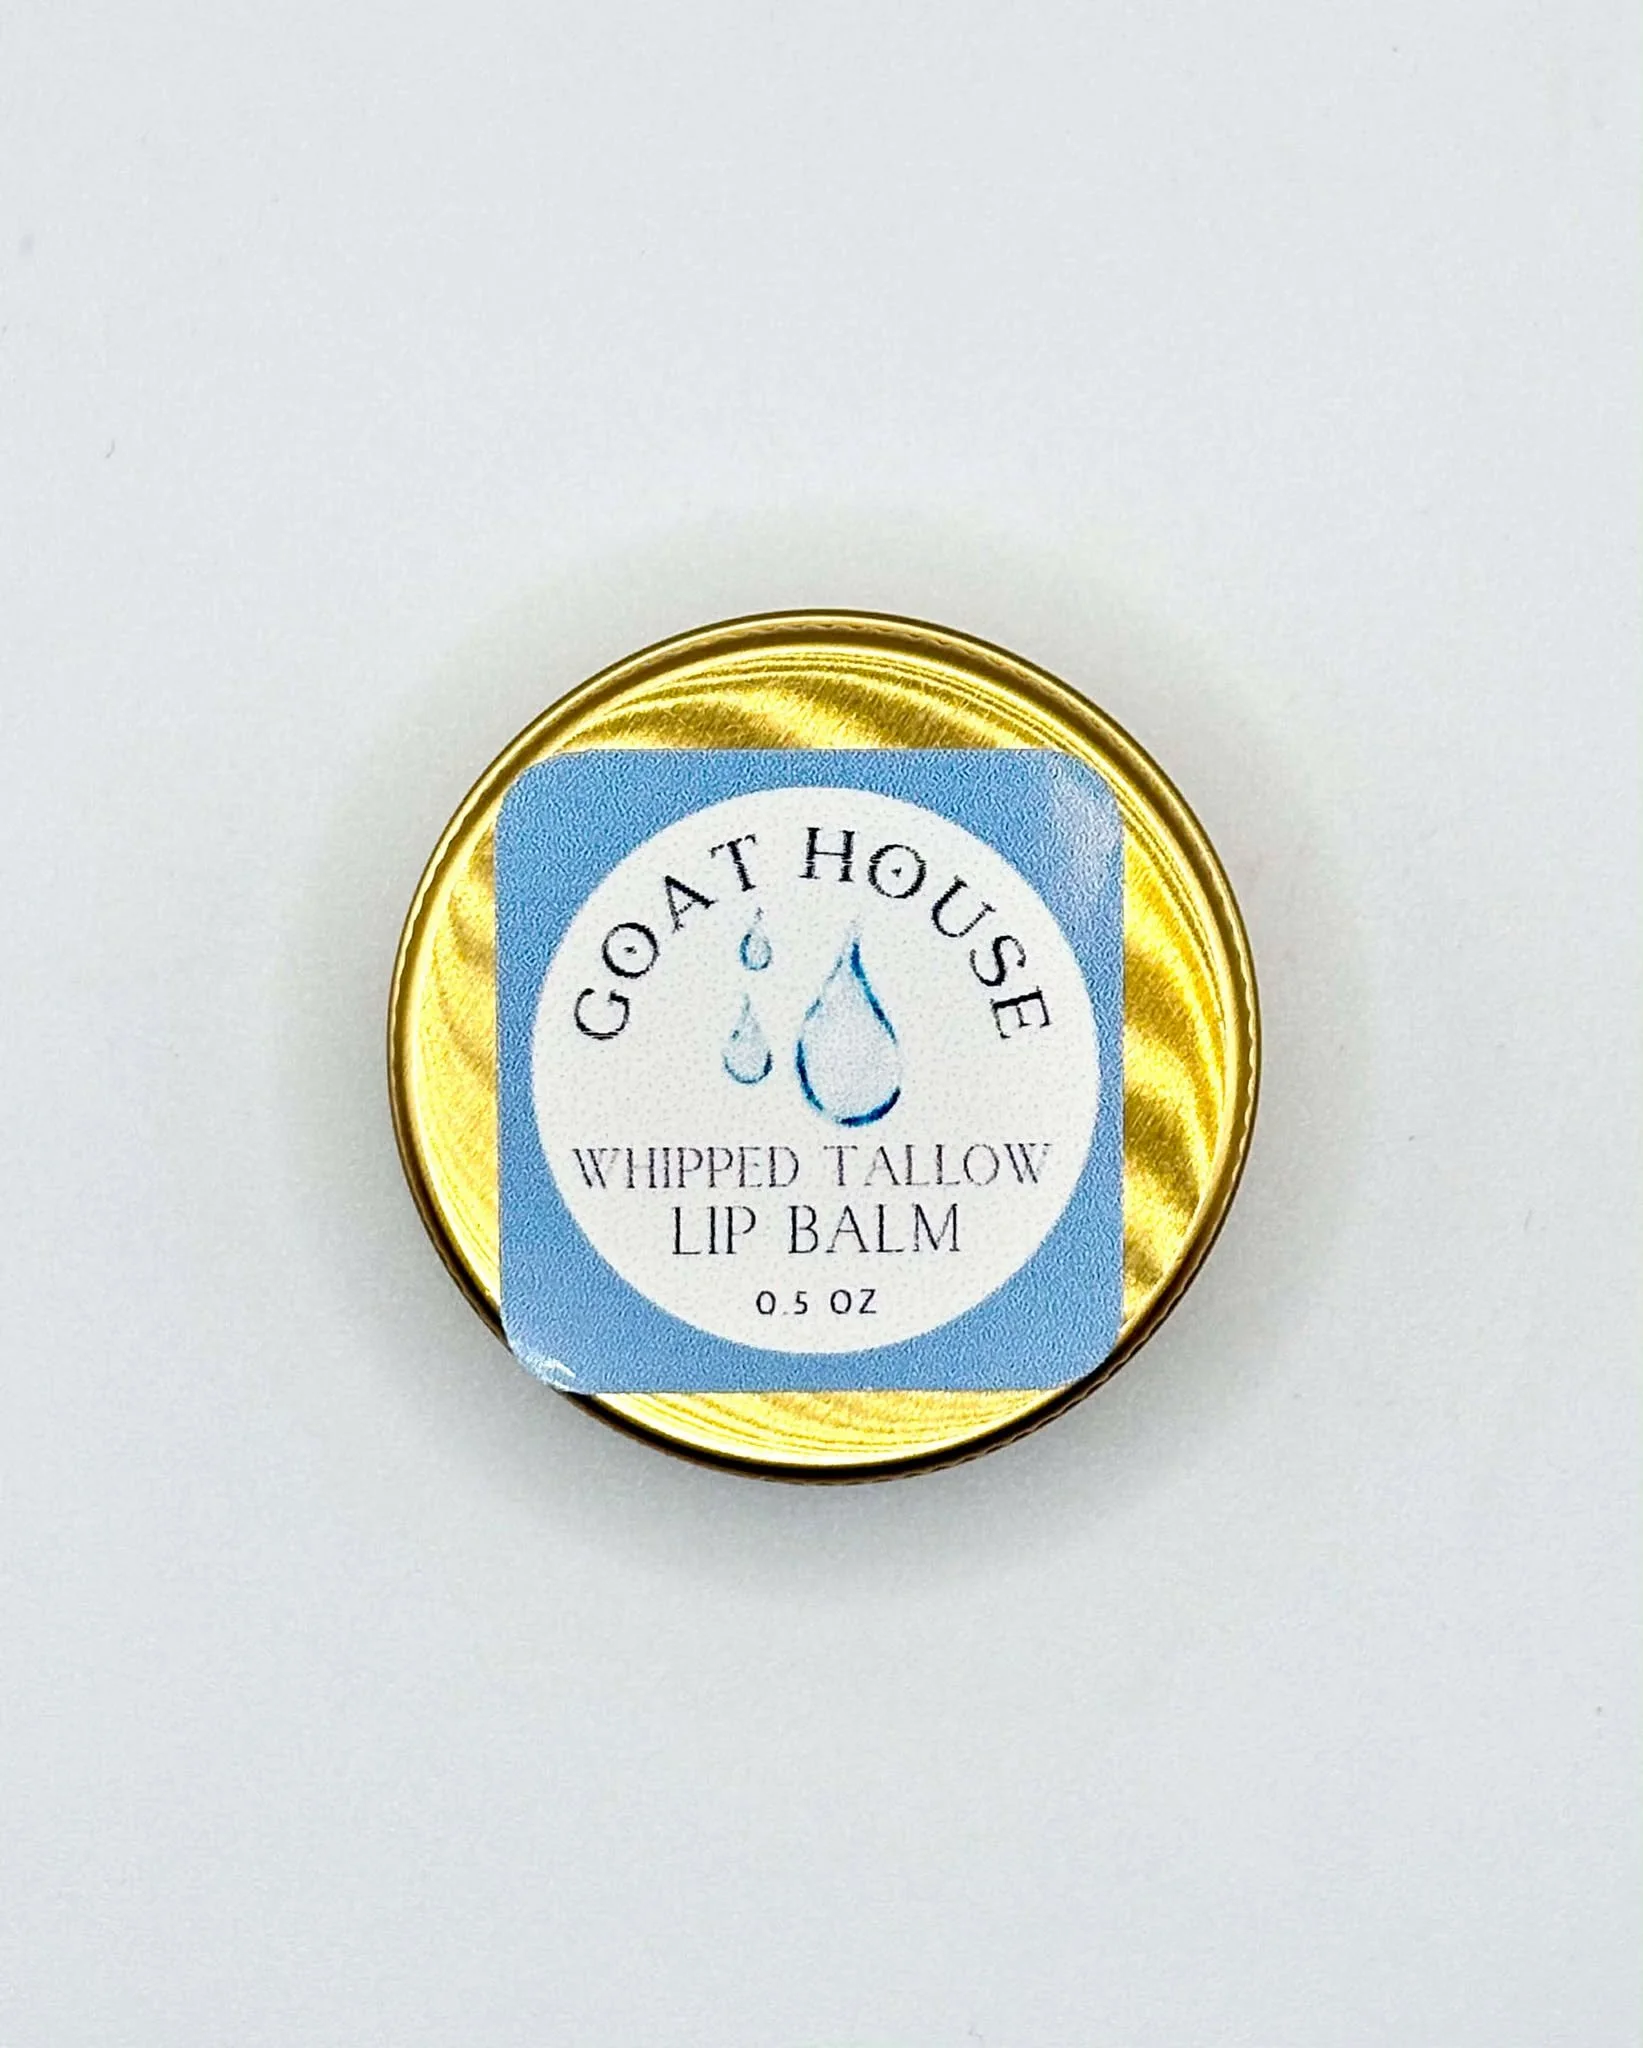 GOAT HOUSE
WHIPPED TALLOW
LIP BALM
0.5 OZ